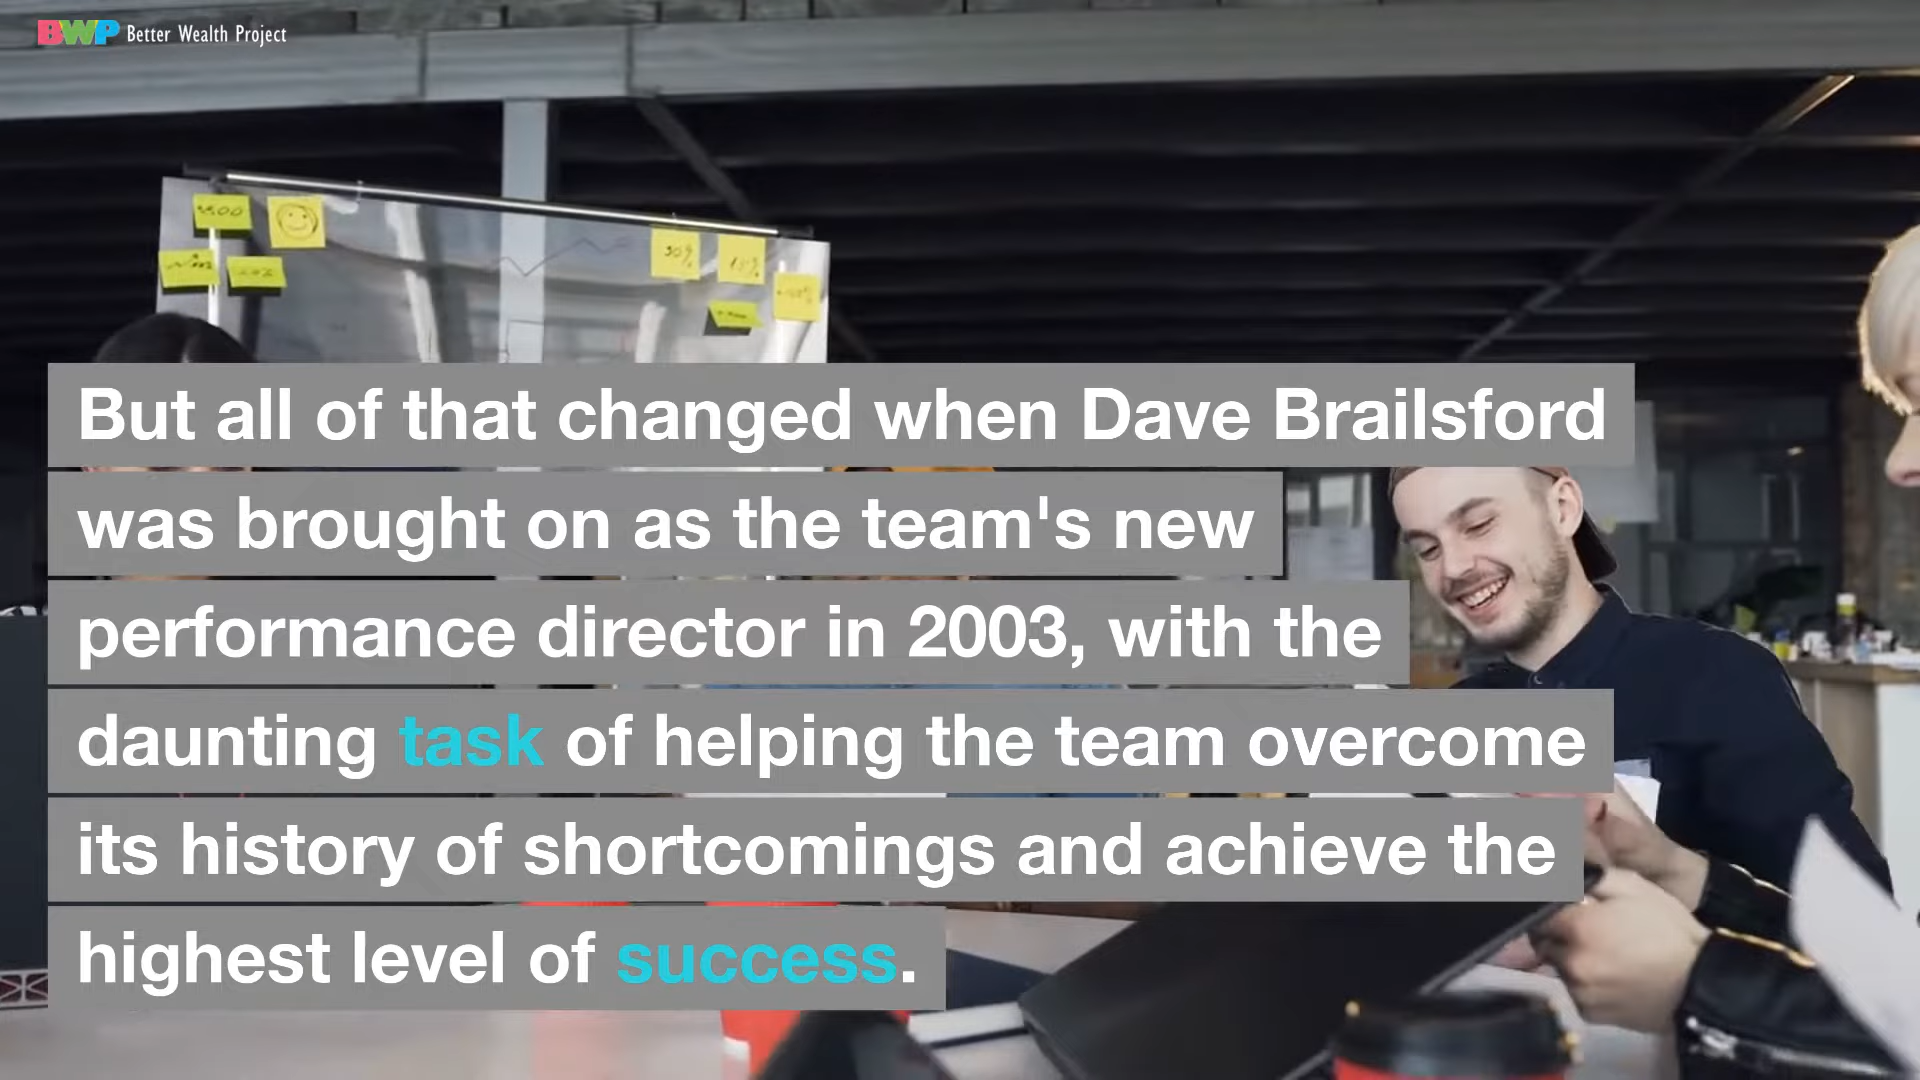 BWP Better Wealth Project
But all of that changed when Dave Brailsford
was brought on as the team's new
performance director in 2003, with the
daunting task of helping the team overcome
its history of shortcomings and achieve the
highest level of success.
50%